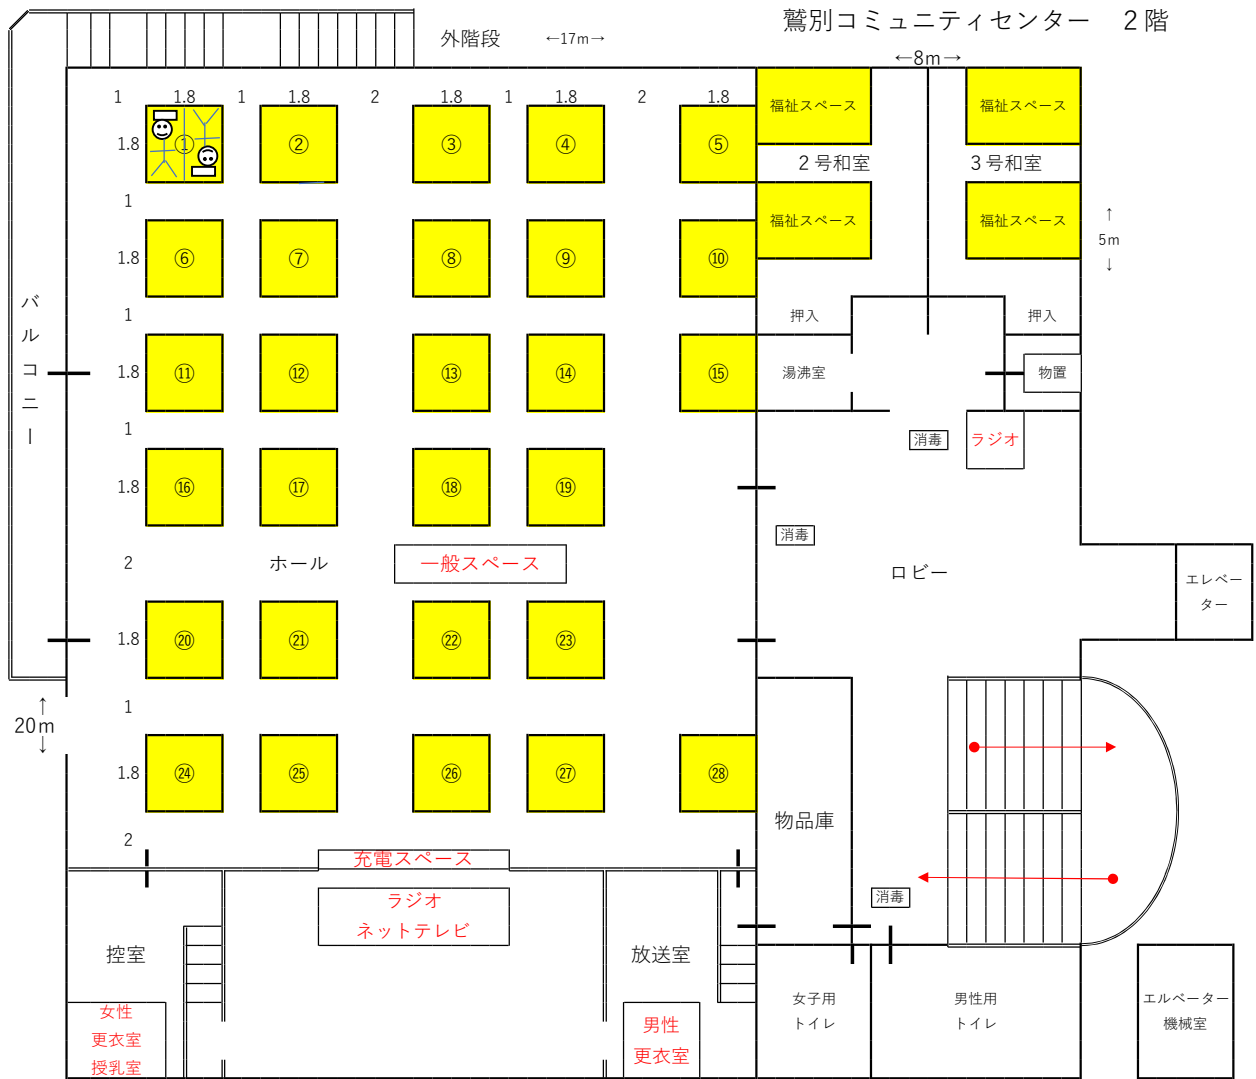 鷲別コミュニティセンター　２階
外階段　←17m→
←8m→
1　1.8　1　1.8　2　1.8　1　1.8　2　1.8
福祉スペース　福祉スペース
1.8　①　②　③　④　⑤
２号和室　３号和室
1
福祉スペース　福祉スペース
↑
5m
↓
1.8　⑥　⑦　⑧　⑨　⑩
バルコニー
1
押入　押入
1.8　⑪　⑫　⑬　⑭　⑮
湯沸室　物置
1
消毒　ラジオ
1.8　⑯　⑰　⑱　⑲
消毒
2　ホール　一般スペース
ロビー
エレベー
ター
1.8　⑳　㉑　㉒　㉓
↑
20m
↓
1
1.8　㉔　㉕　㉖　㉗　㉘
物品庫
2
充電スペース
ラジオ
ネットテレビ
消毒
控室　放送室
女性
更衣室
授乳室
男性
更衣室
女子用
トイレ
男性用
トイレ
エルベーター
機械室